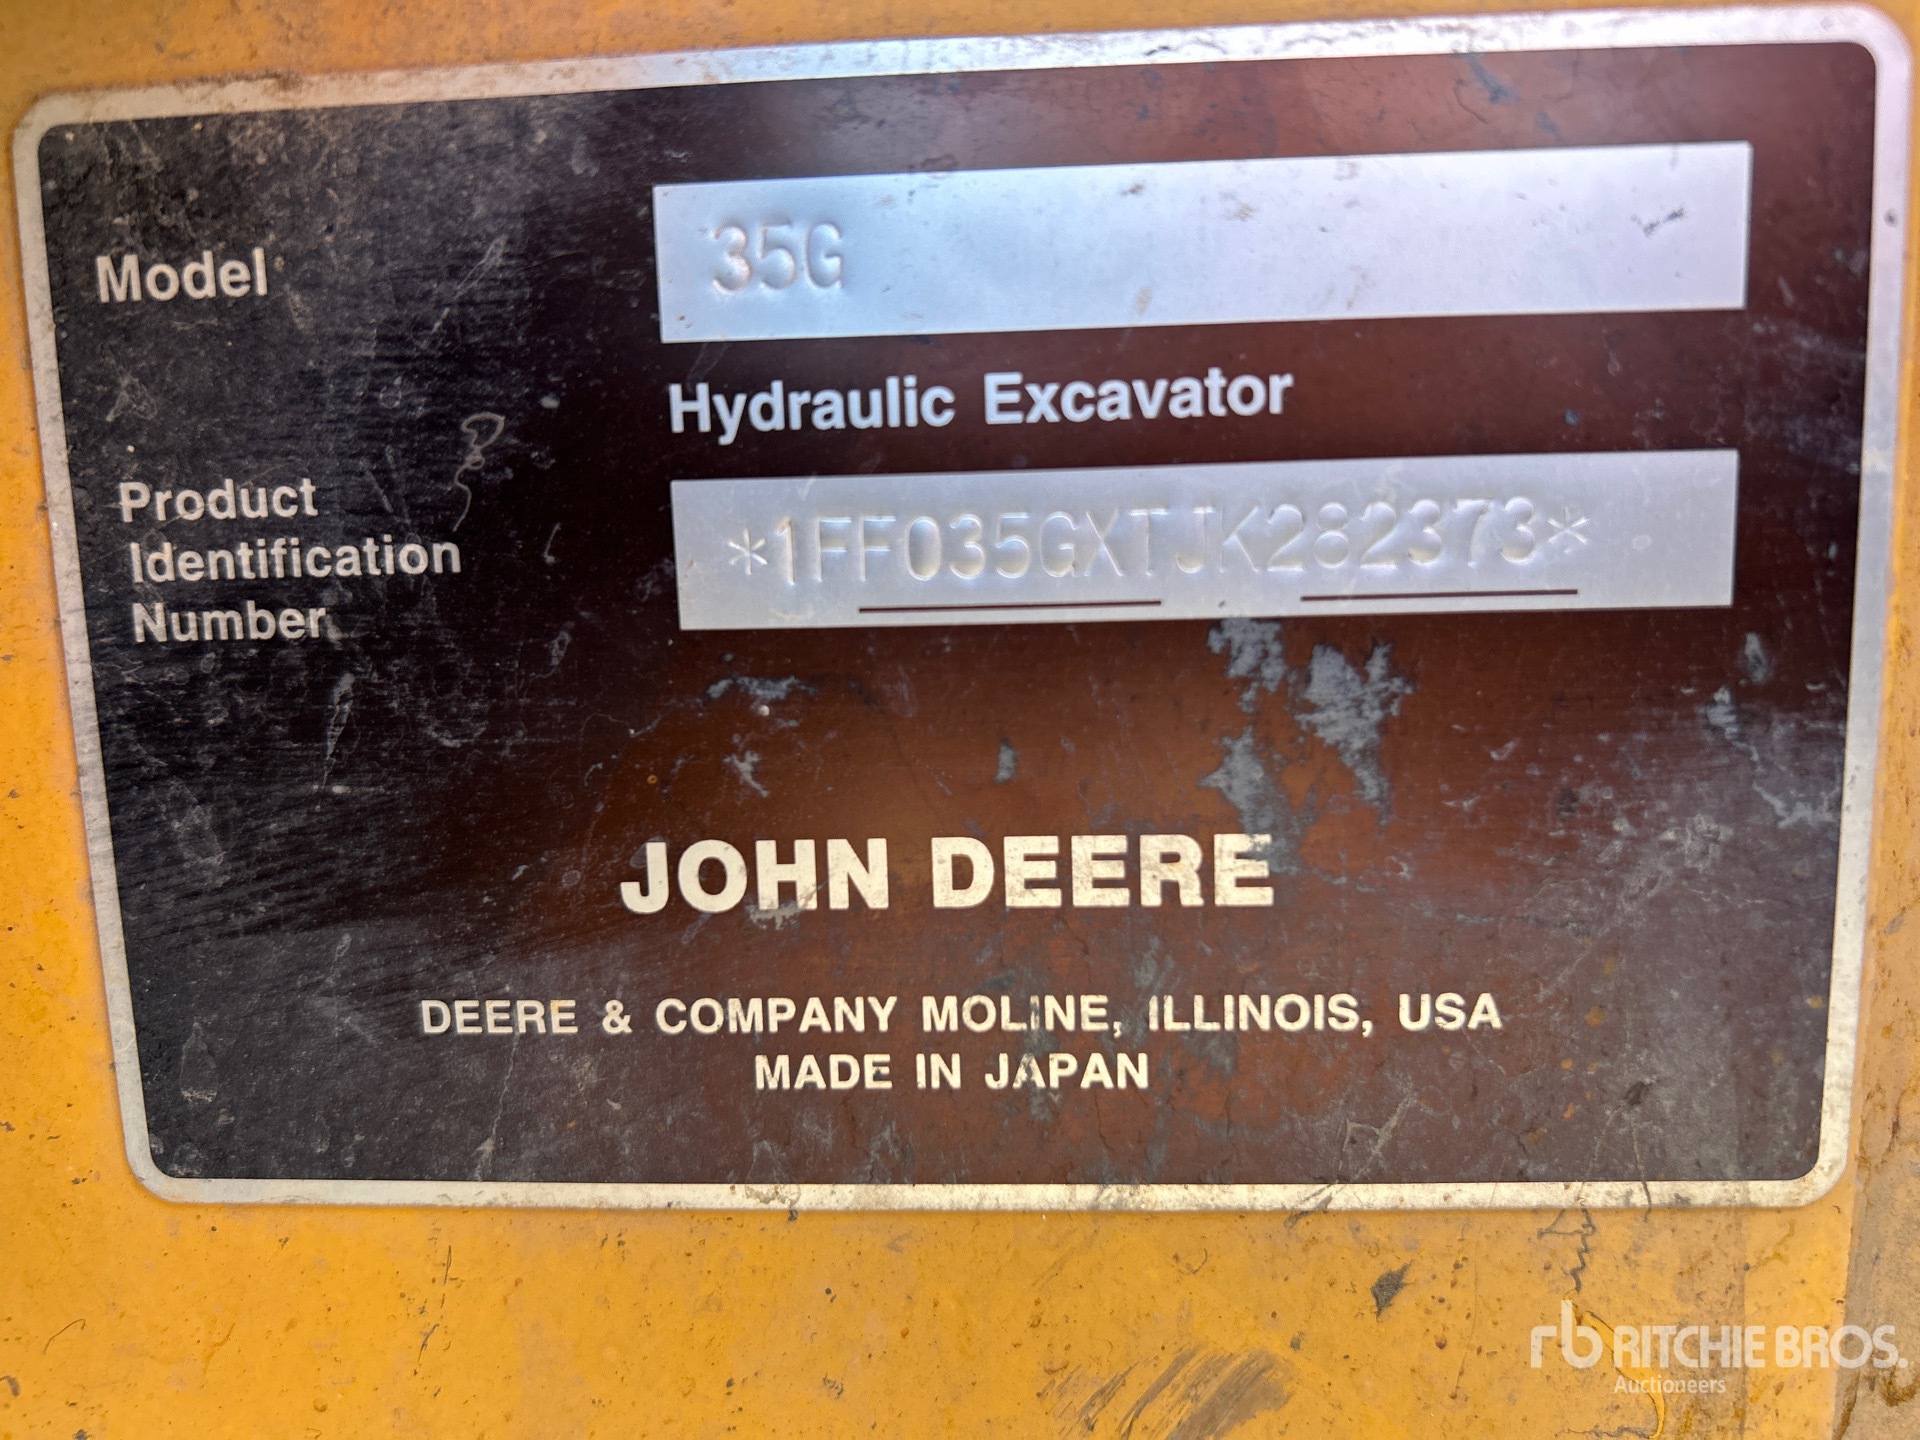 Model 35G
Hydraulic Excavator
Product
Identification
Number
*1FF035GXTJK282373*
JOHN DEERE
DEERE & COMPANY MOLINE, ILLINOIS, USA
MADE IN JAPAN
rb RITCHIE BROS.
Auctioneers